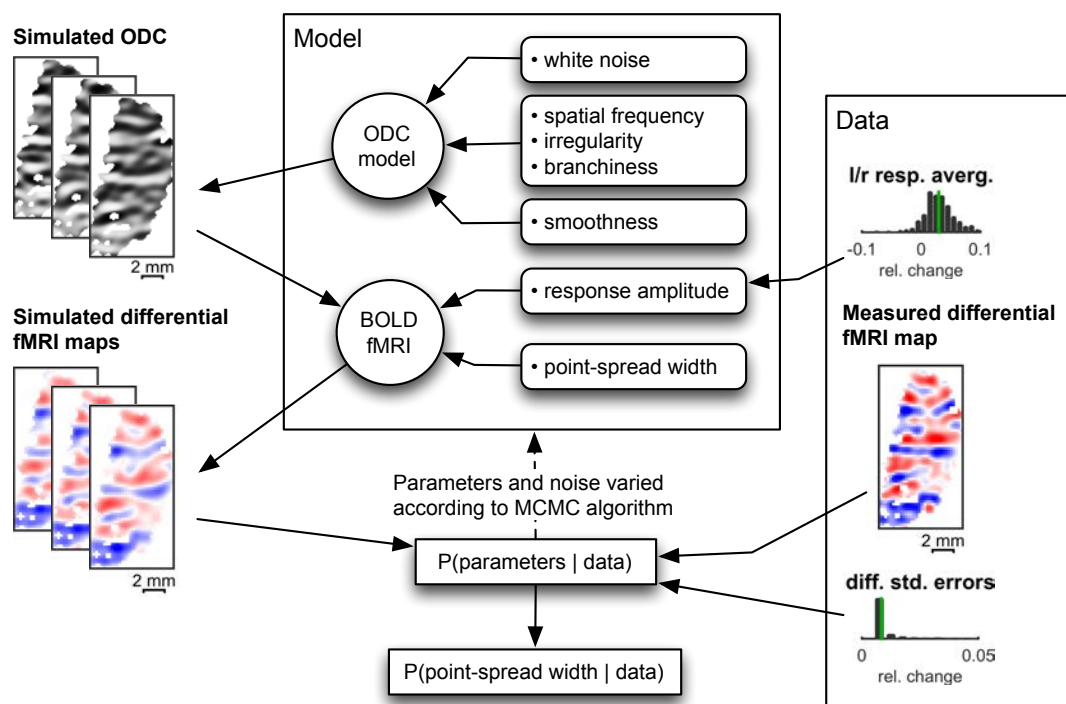 Simulated ODC
2 mm
Simulated differential
fMRI maps
2 mm
Model
ODC
model
• white noise
• spatial frequency
• irregularity
• branchiness
• smoothness
BOLD
fMRI
• response amplitude
• point-spread width
Parameters and noise varied
according to MCMC algorithm
P(parameters | data)
P(point-spread width | data)
Data
l/r resp. averg.
-0.1 0 0.1
rel. change
Measured differential
fMRI map
2 mm
diff. std. errors
0 0.05
rel. change